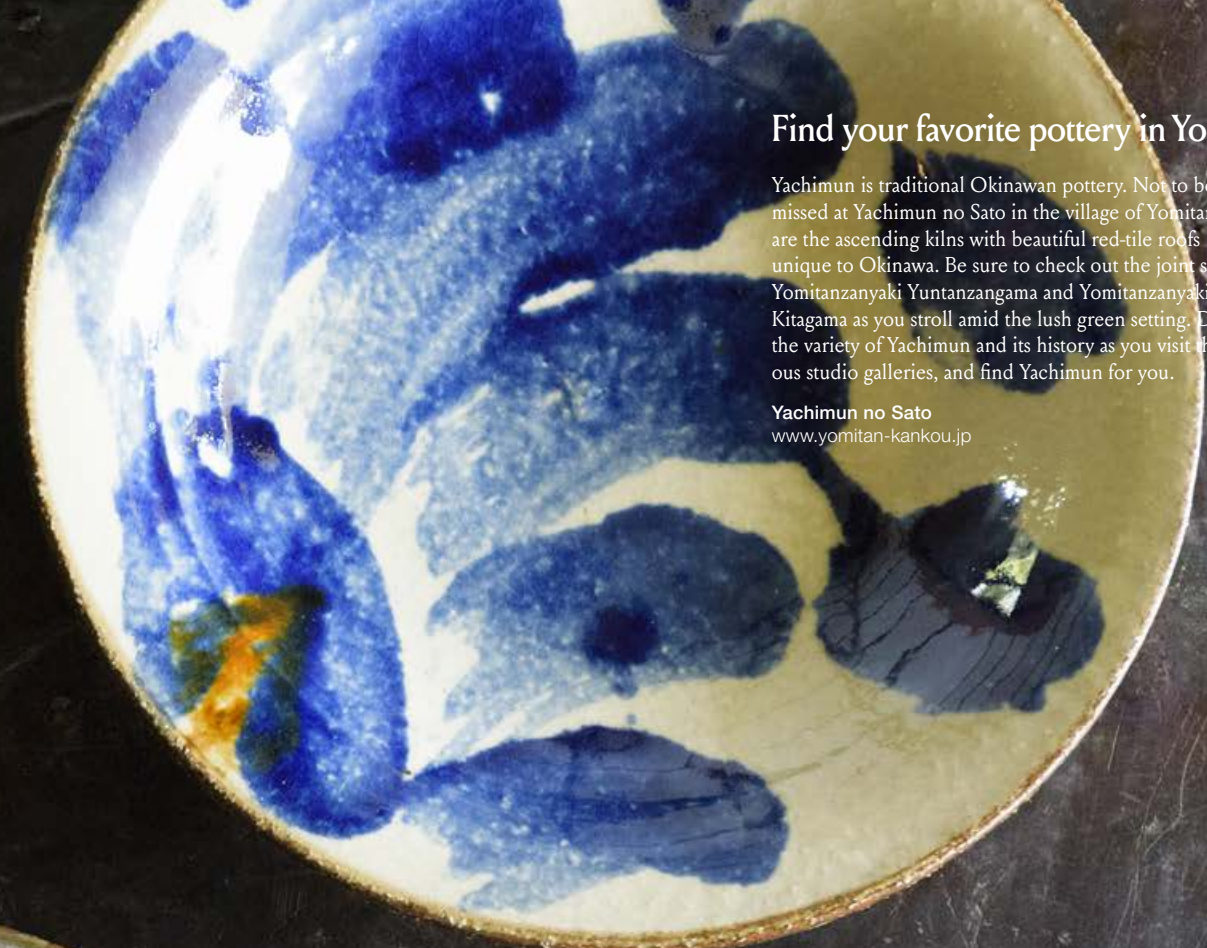 Find your favorite pottery in Yo
Yachimun is traditional Okinawan pottery. Not to be
missed at Yachimun no Sato in the village of Yomitan
are the ascending kilns with beautiful red-tile roofs
unique to Okinawa. Be sure to check out the joint s
Yomitanzanyaki Yuntanzangama and Yomitanzanyaki
Kitagama as you stroll amid the lush green setting. D
the variety of Yachimun and its history as you visit th
ous studio galleries, and find Yachimun for you.
Yachimun no Sato
www.yomitan-kankou.jp